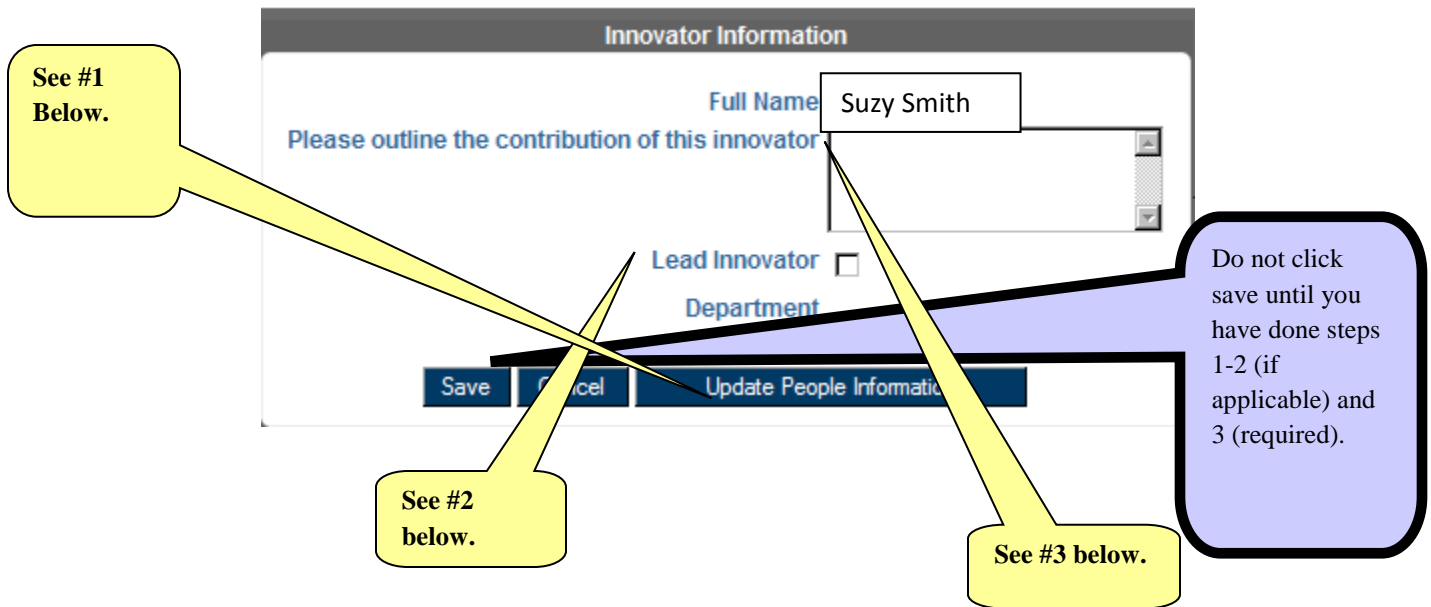 Innovator Information
See #1
Below.
Full Name
Suzy Smith
Please outline the contribution of this innovator
Lead Innovator
Department
Do not click
save until you
have done steps
1-2 (if
applicable) and
3 (required).
Save
Update People
See #2
below.
See #3 below.